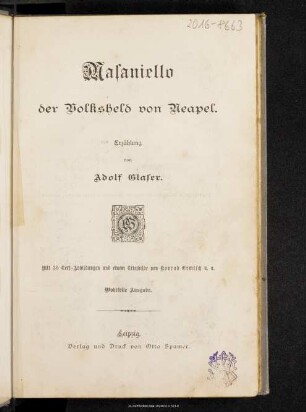 2016-4663
Masaniello
der Volksheld von Neapel.
Erzählung
von
Adolf Glaser.
Mit 58 Text-Abbildungen und einem Titelbilde von Konrad Ermisch u. a.
Wohlfeile Ausgabe.
Leipzig.
Verlag und Druck von Otto Spamer.